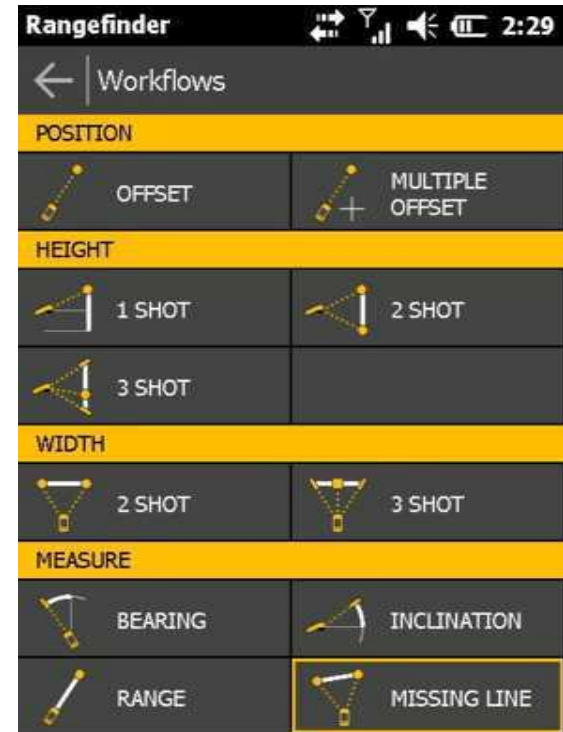 Rangefinder 2:29
Workflows
POSITION
OFFSET
MULTIPLE
OFFSET
HEIGHT
1 SHOT
2 SHOT
3 SHOT
WIDTH
2 SHOT
3 SHOT
MEASURE
BEARING
INCLINATION
RANGE
MISSING LINE